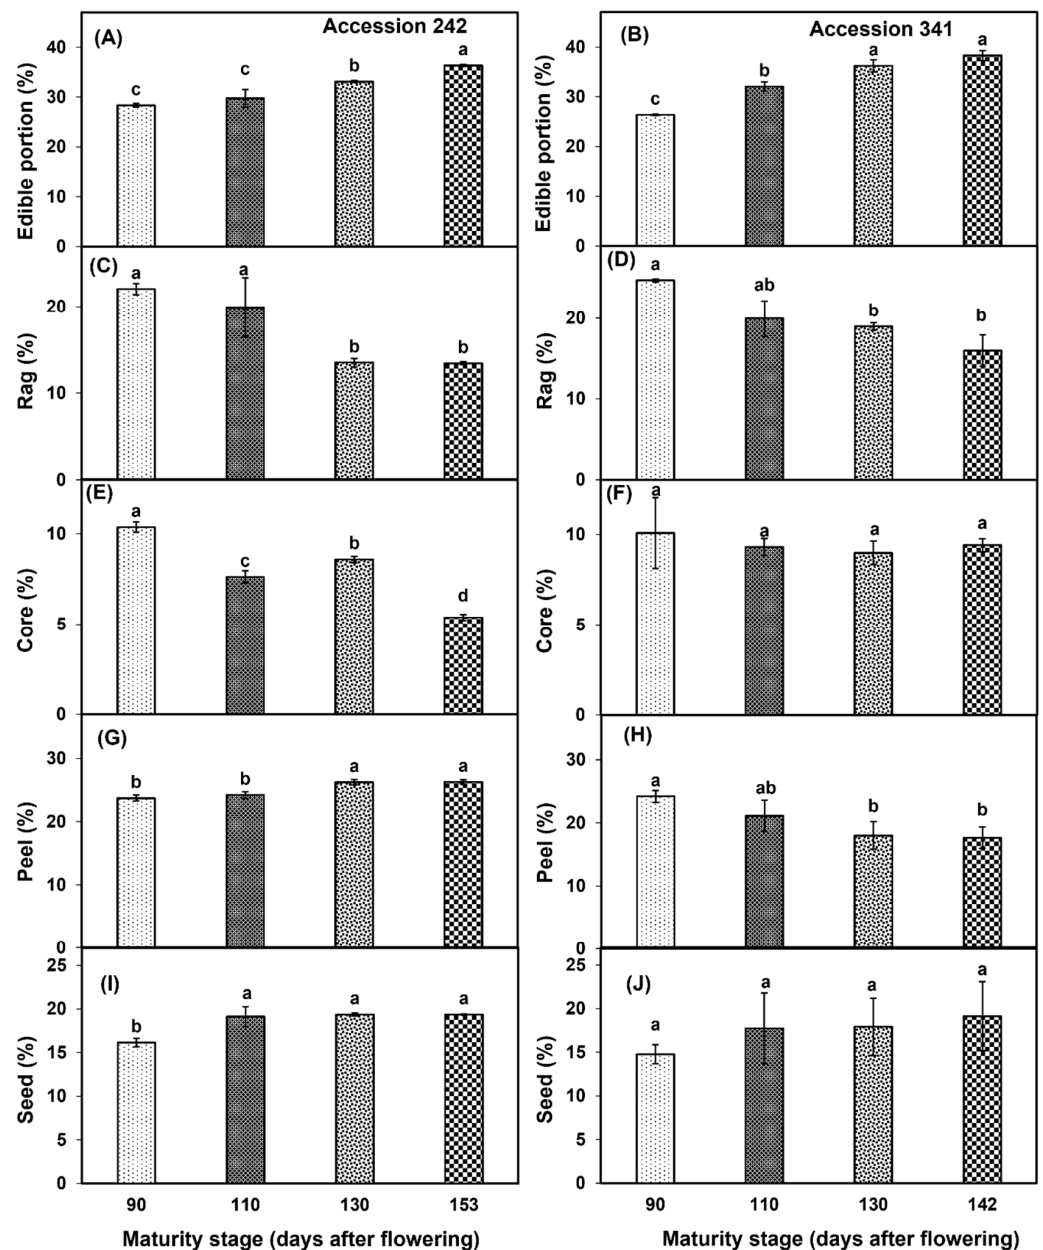 (A)
Accession 242
Edible portion (%)
40
30
20
10
0
c
c
b
a
(B)
Accession 341
Edible portion (%)
40
30
20
10
0
c
b
a
a
(C)
Rag (%)
20
10
0
a
a
b
b
(D)
Rag (%)
20
10
0
a
ab
b
b
(E)
Core (%)
10
5
0
a
c
b
d
(F)
Core (%)
10
5
0
a
a
a
a
(G)
Peel (%)
30
20
10
0
b
b
a
a
(H)
Peel (%)
30
20
10
0
a
ab
b
b
(I)
Seed (%)
25
20
15
10
5
0
b
a
a
a
90 110 130 153
Maturity stage (days after flowering)
(J)
Seed (%)
25
20
15
10
5
0
a
a
a
a
90 110 130 142
Maturity stage (days after flowering)